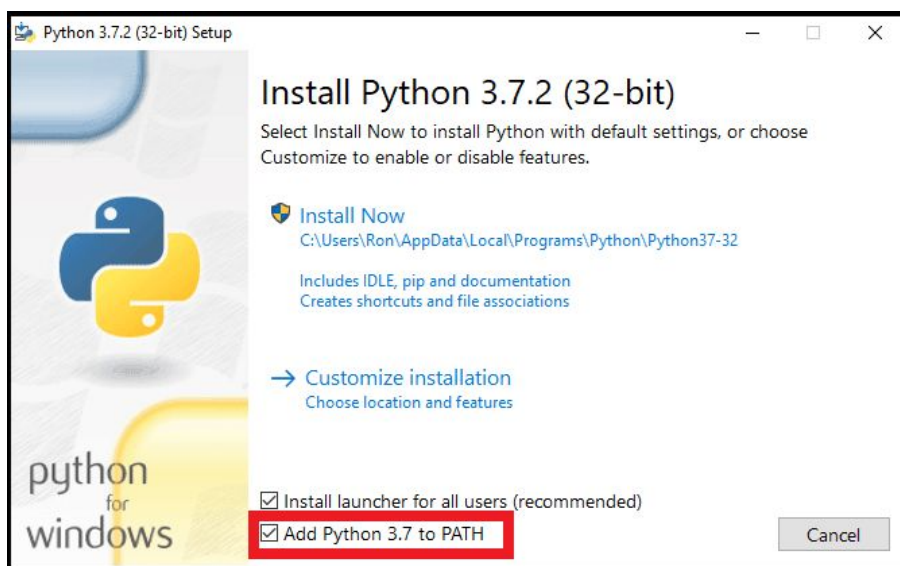 Python 3.7.2 (32-bit) Setup
Install Python 3.7.2 (32-bit)
Select Install Now to install Python with default settings, or choose
Customize to enable or disable features.
Install Now
C:\Users\Ron\AppData\Local\Programs\Python\Python37-32
Includes IDLE, pip and documentation
Creates shortcuts and file associations
Customize installation
Choose location and features
python
for
windows
Install launcher for all users (recommended)
Add Python 3.7 to PATH
Cancel